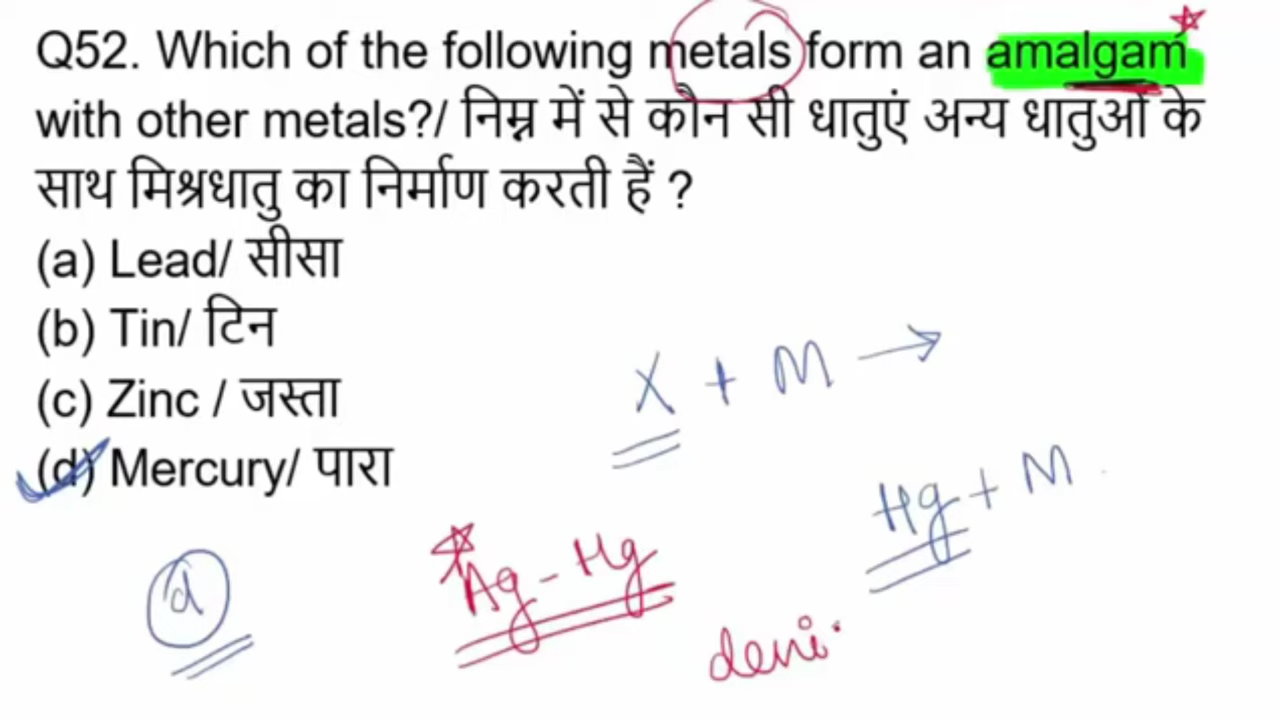 Q52. Which of the following metals form an amalgam
with other metals?/ निम्न में से कौन सी धातुएं अन्य धातुओं के
साथ मिश्रधातु का निर्माण करती हैं ?
(a) Lead/ सीसा
(b) Tin/ टिन
(c) Zinc / जस्ता
(d) Mercury/ पारा
X + M →
Hg + M
Ag - Hg
d
deni